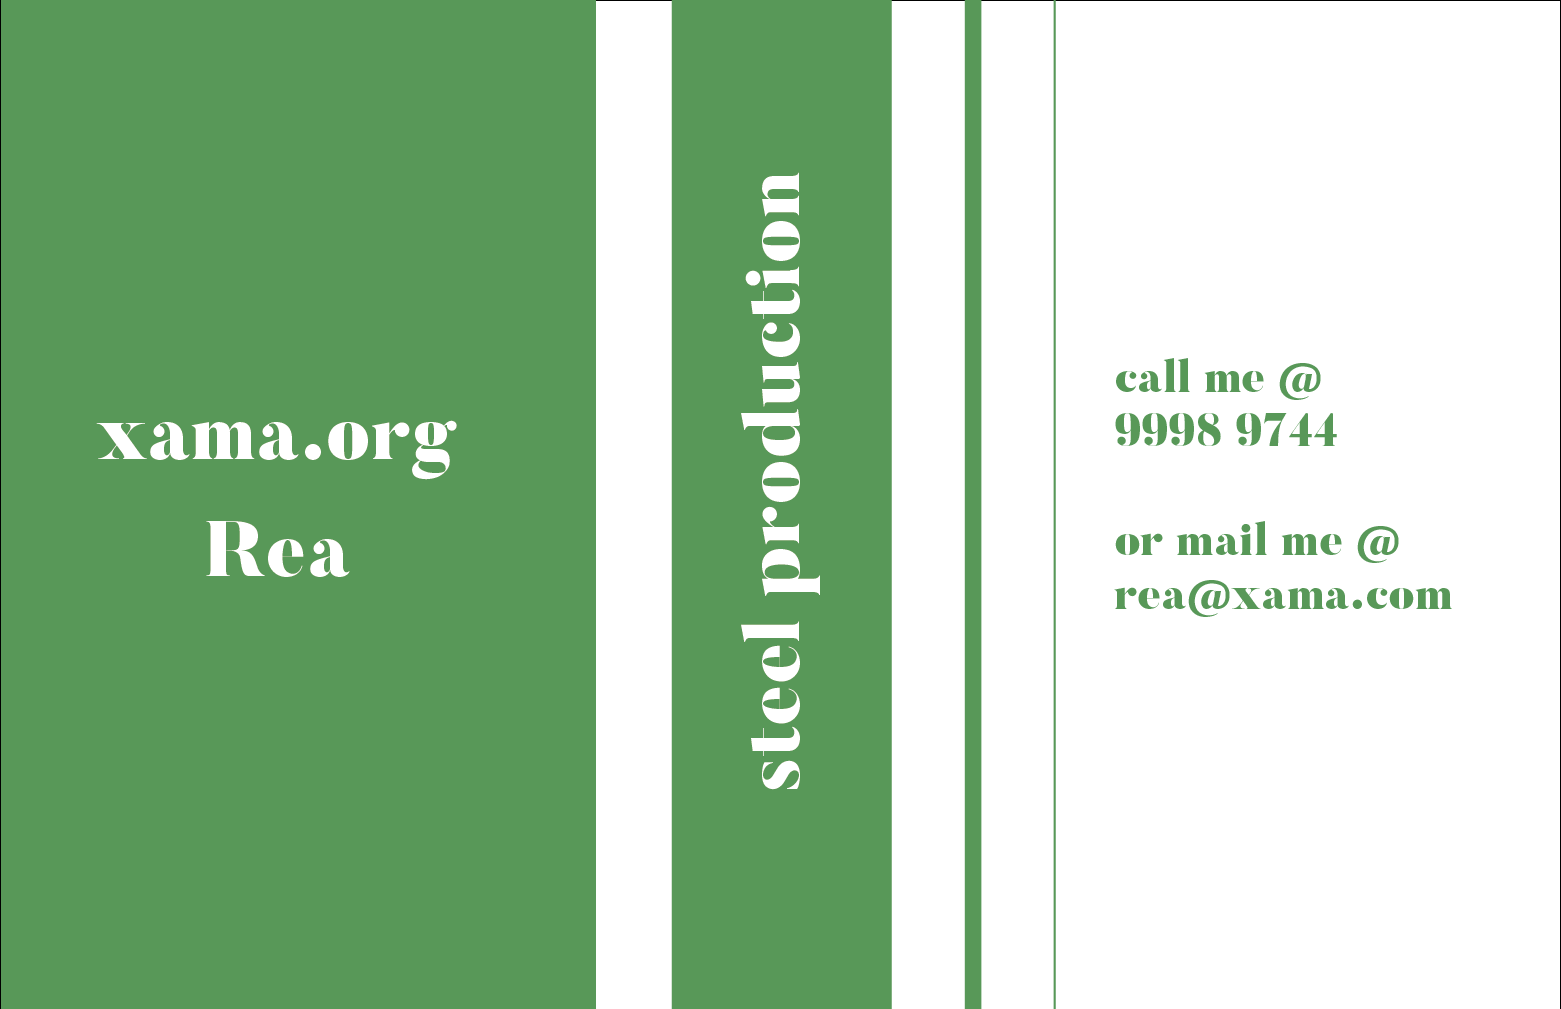 xama.org
Rea
steel production
call me @
9998 9744
or mail me @
rea@xama.com